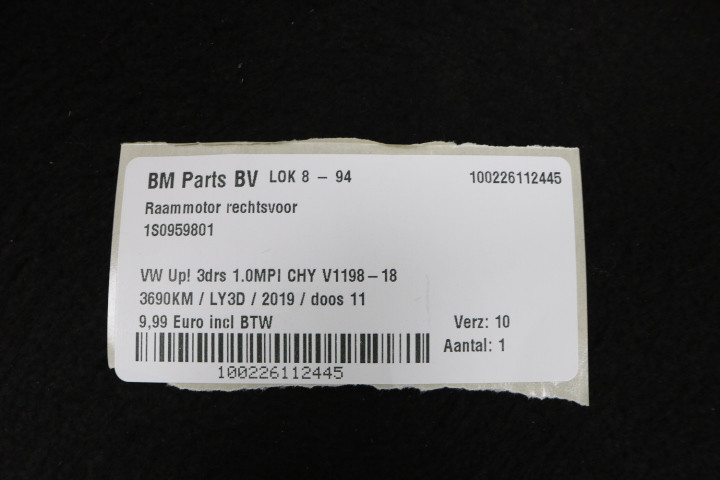 BM Parts BV LOK 8 - 94 100226112445
Raammotor rechtsvoor
1S0959801
VW Up! 3drs 1.0MPI CHY V1198-18
3690KM / LY3D / 2019 / doos 11
9,99 Euro incl BTW Verz: 10
Aantal: 1
100226112445